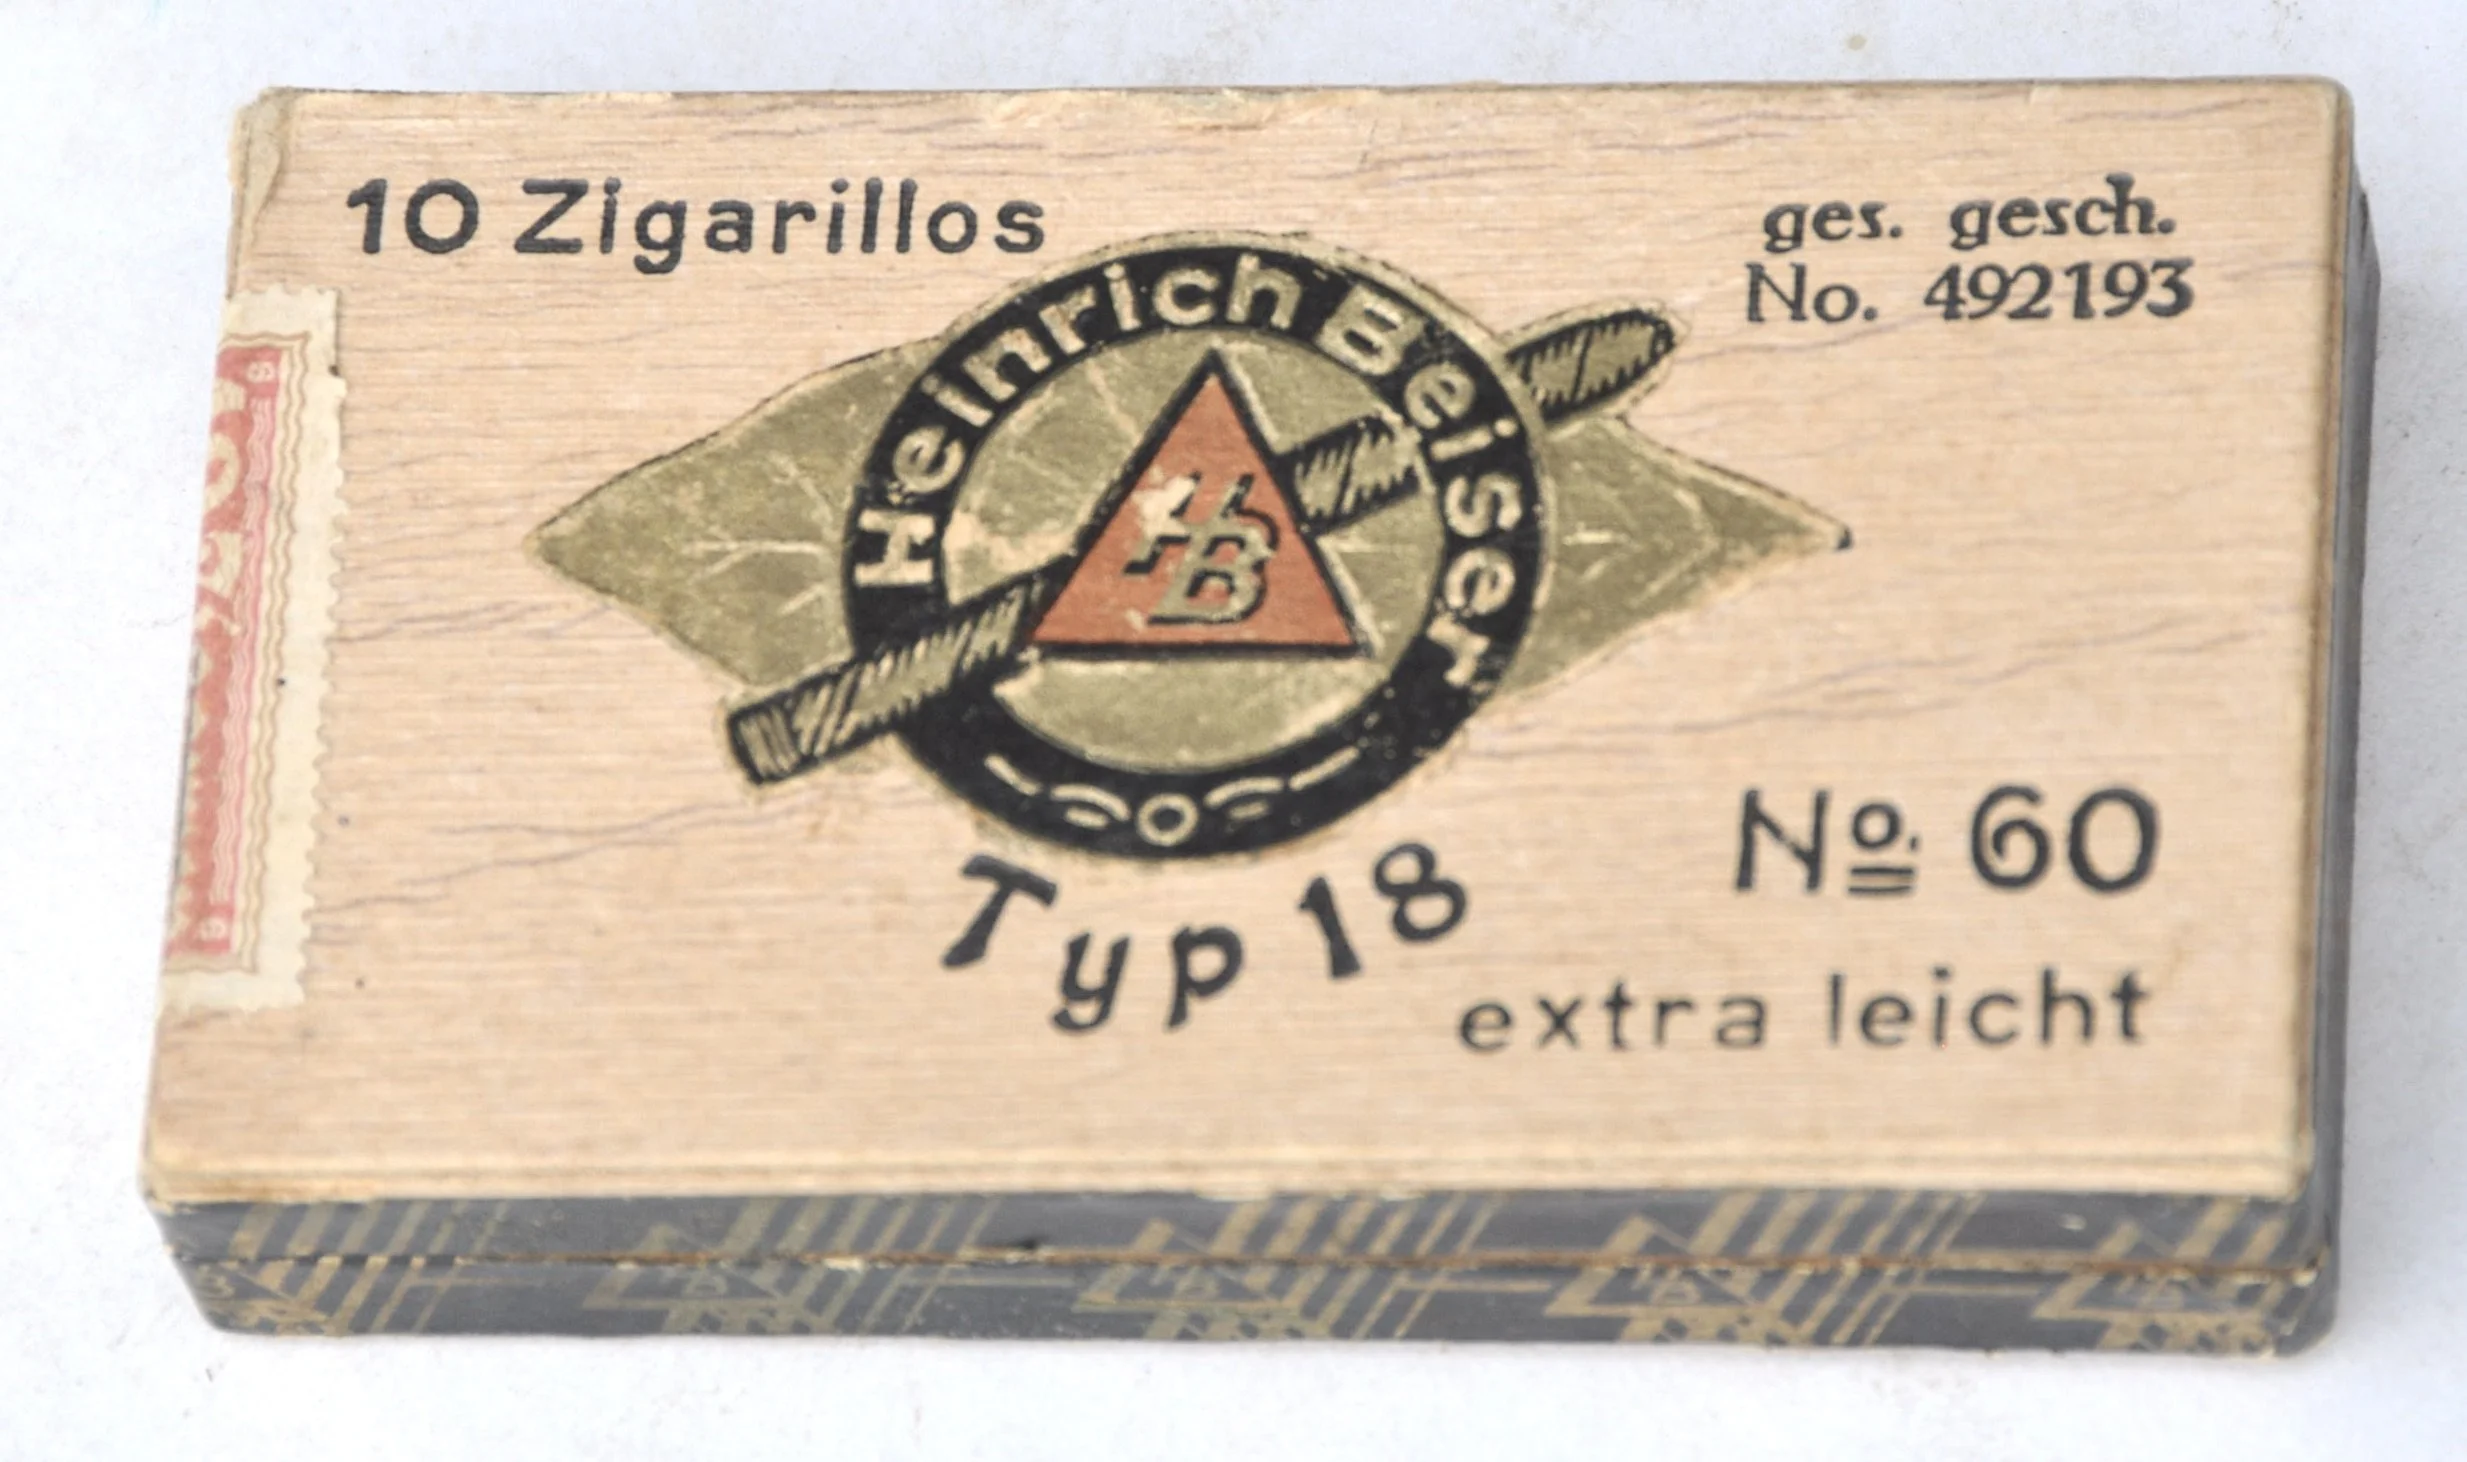 10 Zigarillos
ges. gesch.
No. 492193
Heinrich Beiser
HB
Typ 18
No. 60
extra leicht